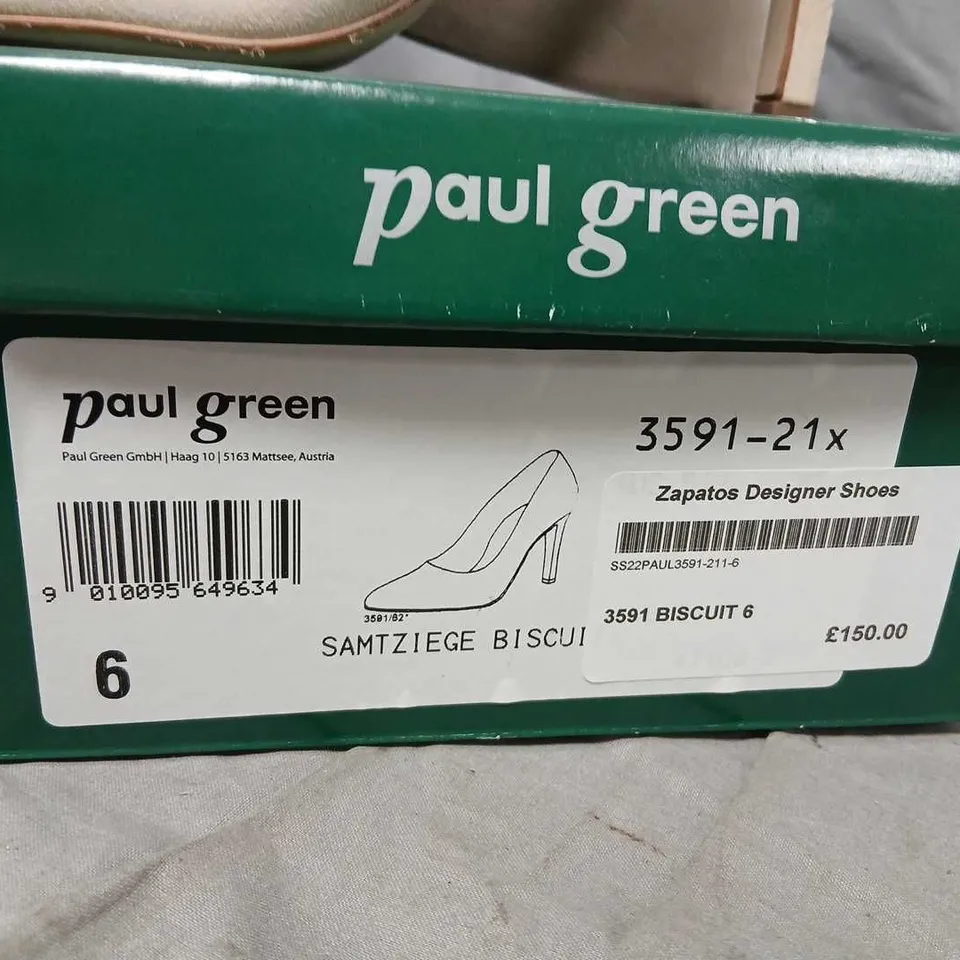 paul green
paul green
Paul Green GmbH | Haag 10 | 5163 Mattsee, Austria
3591-21x
9 010095 649634
3591/62
SAMTZIEGE BISCUI
6
Zapatos Designer Shoes
SS22PAUL3591-211-6
3591 BISCUIT 6
£150.00